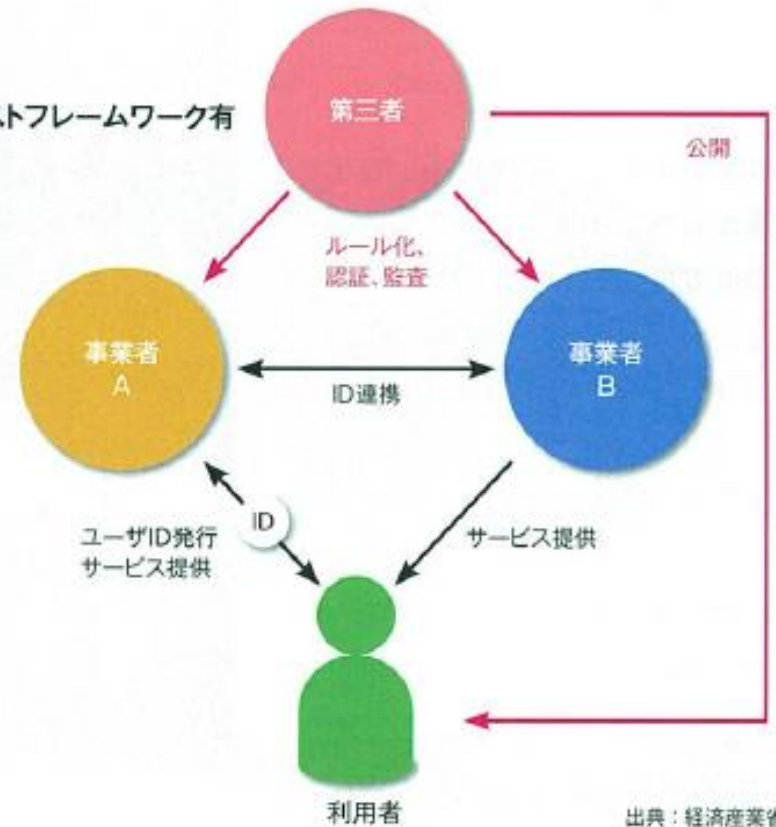 第三者
ストフレームワーク有
公開
ルール化、
認証、監査
事業者
A
事業者
B
ID連携
ID
ユーザID発行
サービス提供
サービス提供
利用者
出典：経済産業省